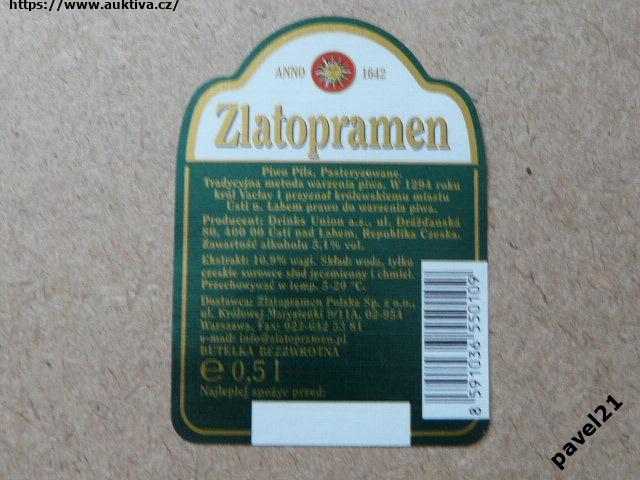 https://www.auktiva.cz/
ANNO 1642
Zlatopramen
Piwo Pils, Pasteryzowane.
Tradycyjna metoda warzenia piwa. W 1294 roku
król Vaclav I przyznał królewskiemu miastu
Usti n. Labem prawo do warzenia piwa.
Producent: Drinks Union a.s., ul. Drážďanská
80, 400 00 Ústí nad Labem, Republika Czeska.
Zawartość alkoholu 5,1% vol.
Ekstrakt: 10,9% wagi. Skład: woda, tylko
czeskie surowce słód jęczmienny i chmiel.
Przechowywać w temp. 5-20 °C.
Dostawca: Zlatopramen Polska Sp. z o.o.,
ul. Królowej Marysieńki 9/11A, 02-954
Warszawa, Fax: 022-642 53 81
e-mail: info@zlatopramen.pl
BUTELKA BEZZWROTNA
e 0,5 l
Najlepiej spożyć przed:
8 591036 550109
pavel21